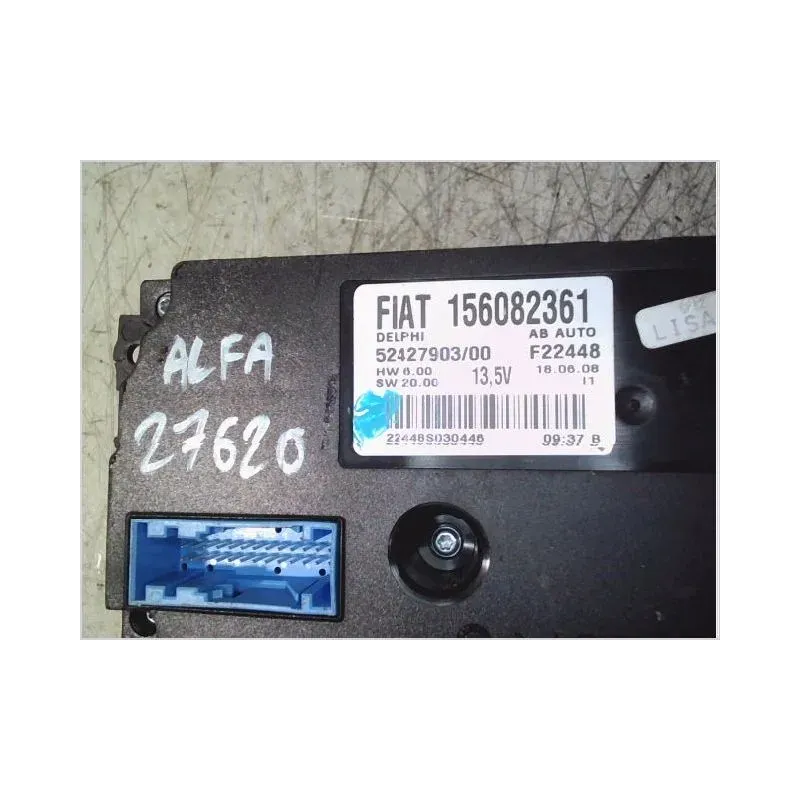 FIAT 156082361
DELPHI AB AUTO
52427903/00 F22448
HW 6.00 13,5V 18.06.08
SW 20.00 I1
22448S030446 09:37 B
LISA
ALFA
27620